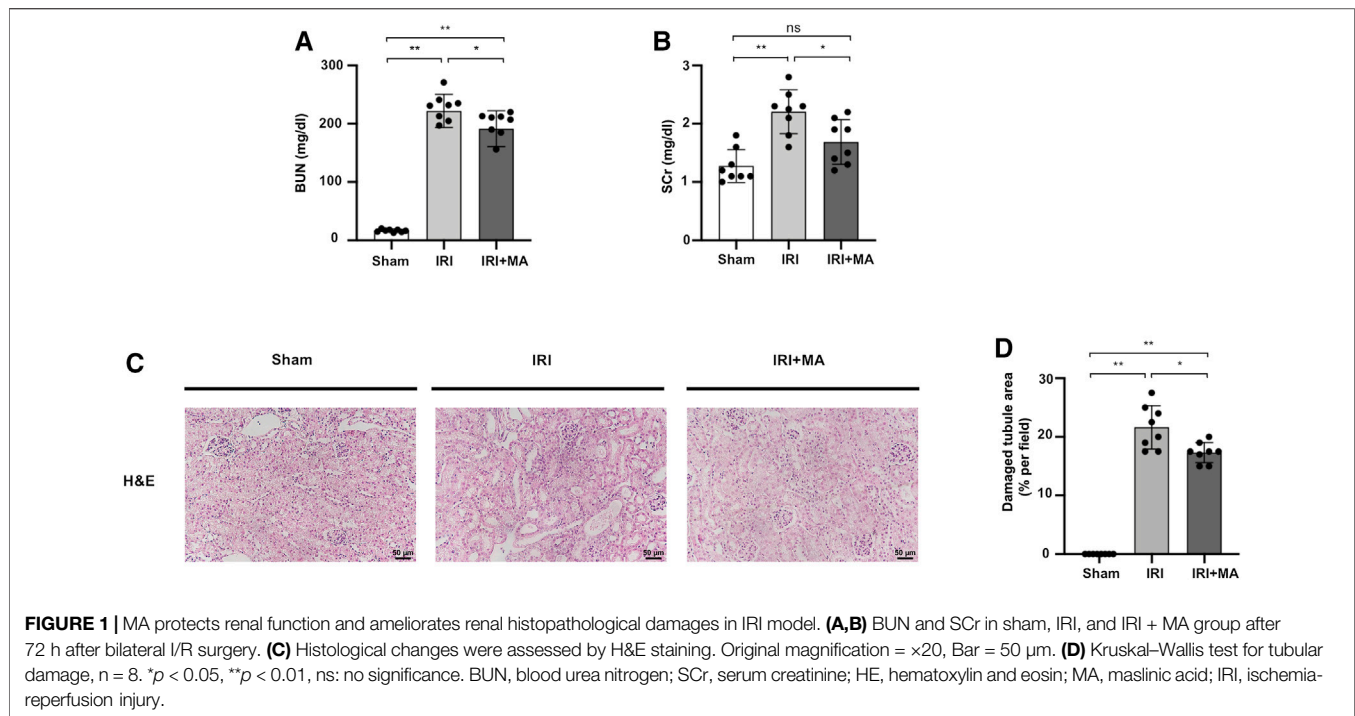 A
**
**
*
BUN (mg/dl)
300
200
100
0
Sham
IRI
IRI+MA
B
ns
**
*
SCr (mg/dl)
3
2
1
0
Sham
IRI
IRI+MA
C
Sham
IRI
IRI+MA
H&E
50 μm
50 μm
50 μm
D
**
**
*
Damaged tubule area
(% per field)
30
20
10
0
Sham
IRI
IRI+MA
FIGURE 1 | MA protects renal function and ameliorates renal histopathological damages in IRI model. (A,B) BUN and SCr in sham, IRI, and IRI + MA group after
72 h after bilateral I/R surgery. (C) Histological changes were assessed by H&E staining. Original magnification = ×20, Bar = 50 μm. (D) Kruskal–Wallis test for tubular
damage, n = 8. *p < 0.05, **p < 0.01, ns: no significance. BUN, blood urea nitrogen; SCr, serum creatinine; HE, hematoxylin and eosin; MA, maslinic acid; IRI, ischemia-
reperfusion injury.